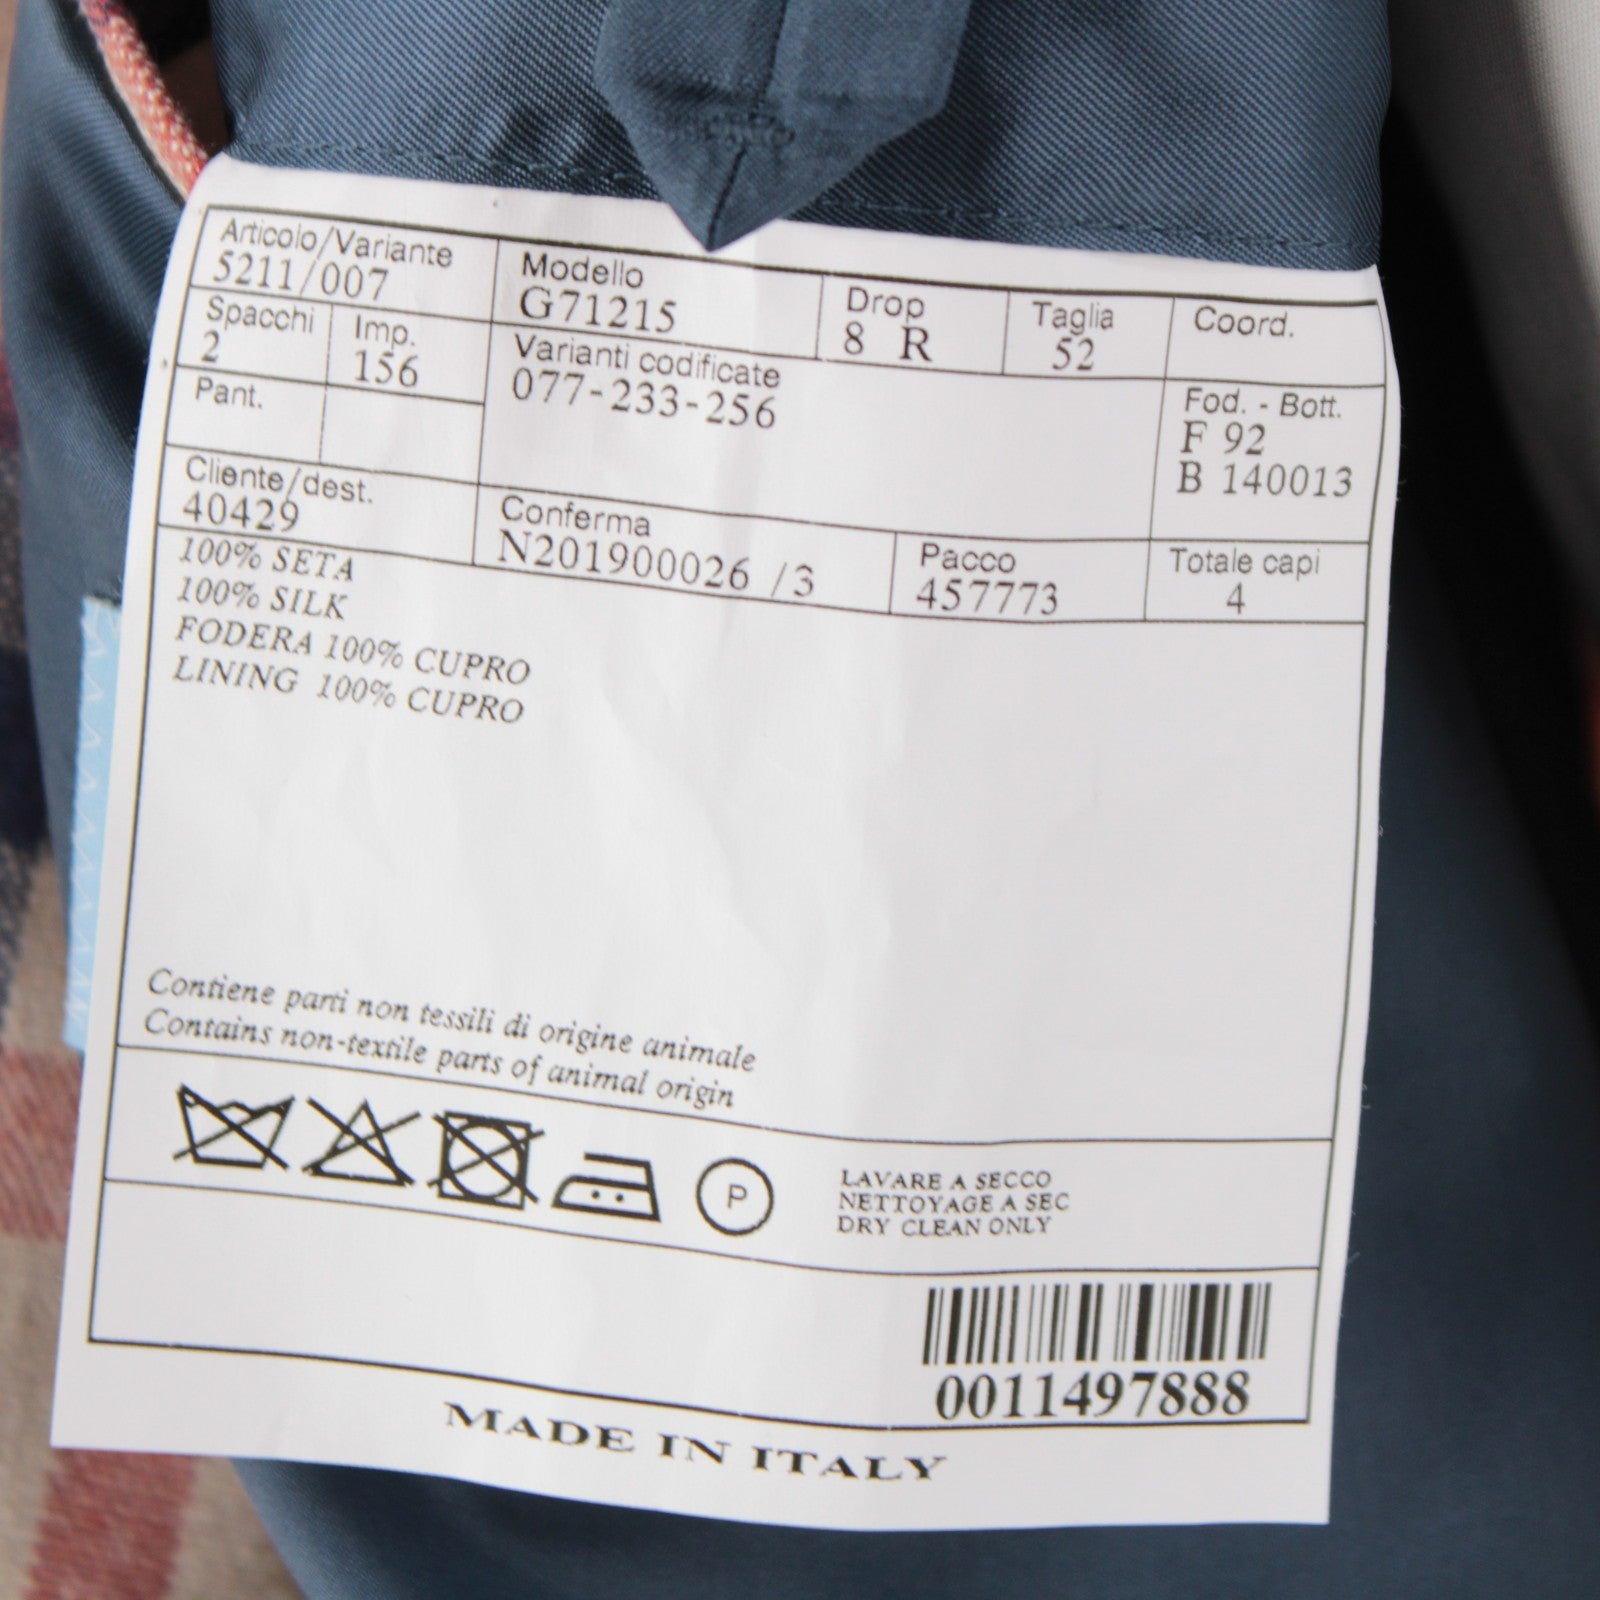 Articolo/Variante
5211/007
Modello
G71215
Drop
8 R
Taglia
52
Coord.
Spacchi
2
Imp.
156
Varianti codificate
077-233-256
Fod. - Bott.
F 92
B 140013
Pant.
Cliente/dest.
40429
Conferma
N201900026 /3
Pacco
457773
Totale capi
4
100% SETA
100% SILK
FODERA 100% CUPRO
LINING 100% CUPRO
Contiene parti non tessili di origine animale
Contains non-textile parts of animal origin
P
LAVARE A SECCO
NETTOYAGE A SEC
DRY CLEAN ONLY
0011497888
MADE IN ITALY